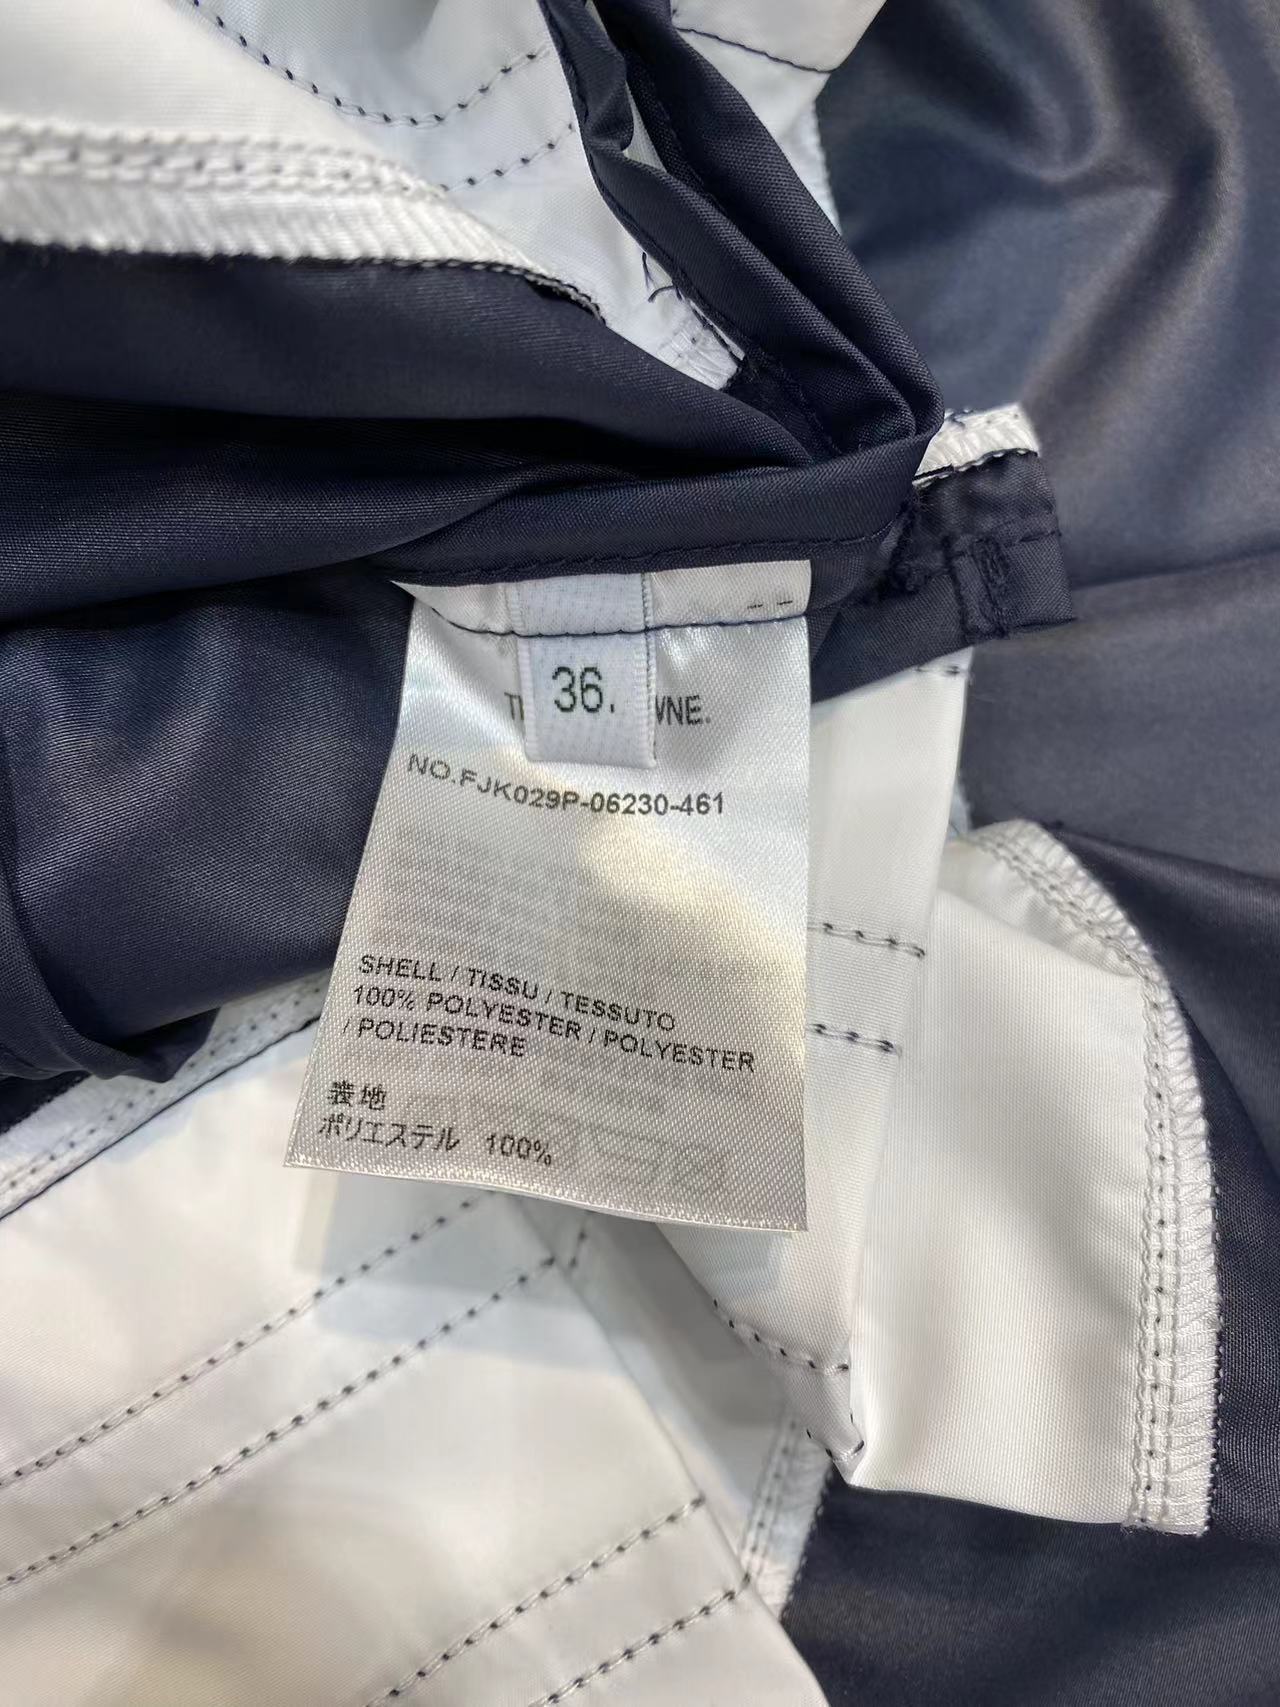 36.
WNE.
NO.FJK029P-06230-461
SHELL / TISSU / TESSUTO
100% POLYESTER / POLYESTER
/ POLIESTERE
表地
ポリエステル 100%